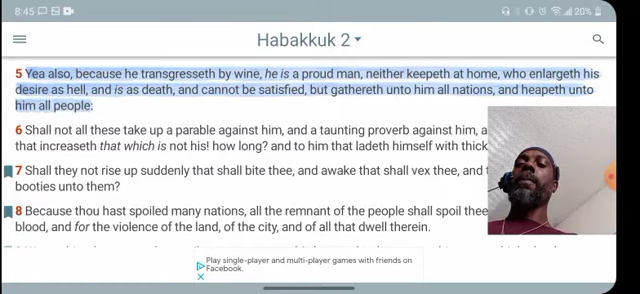 8:45
20%
Habakkuk 2
5 Yea also, because he transgresseth by wine, he is a proud man, neither keepeth at home, who enlargeth his
desire as hell, and is as death, and cannot be satisfied, but gathereth unto him all nations, and heapeth unto
him all people:
6 Shall not all these take up a parable against him, and a taunting proverb against him, a
that increaseth that which is not his! how long? and to him that ladeth himself with thick
7 Shall they not rise up suddenly that shall bite thee, and awake that shall vex thee, and t
booties unto them?
8 Because thou hast spoiled many nations, all the remnant of the people shall spoil thee
blood, and for the violence of the land, of the city, and of all that dwell therein.
Play single-player and multi-player games with friends on
Facebook.